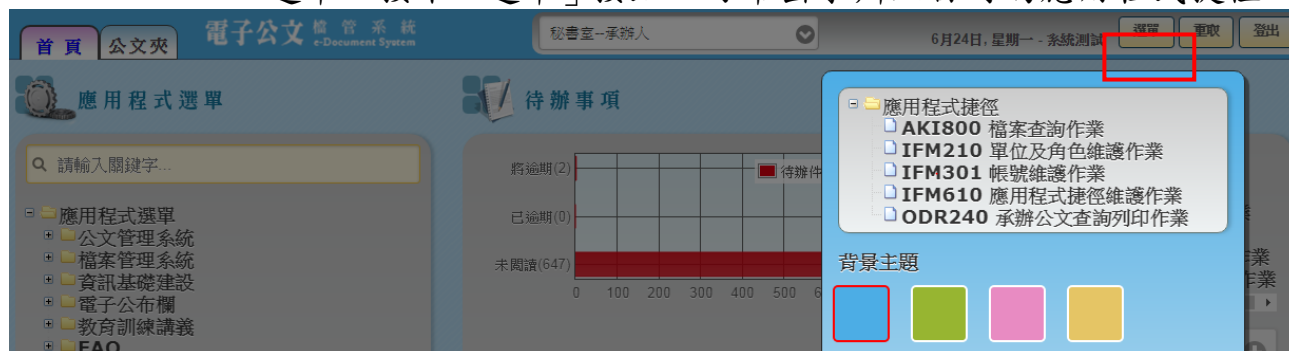 首 頁
公文夾
電子公文 檔 管 系 統
e-Document System
秘書室--承辦人
6月24日, 星期一 - 系統測試
選單
重取
登出
應用程式選單
請輸入關鍵字...
應用程式選單
公文管理系統
檔案管理系統
資訊基礎建設
電子公布欄
教育訓練講義
FAQ
待辦事項
將逾期(2)
待辦件
已逾期(0)
未閱讀(647)
0 100 200 300 400 500
應用程式捷徑
AKI800 檔案查詢作業
IFM210 單位及角色維護作業
IFM301 帳號維護作業
IFM610 應用程式捷徑維護作業
ODR240 承辦公文查詢列印作業
背景主題